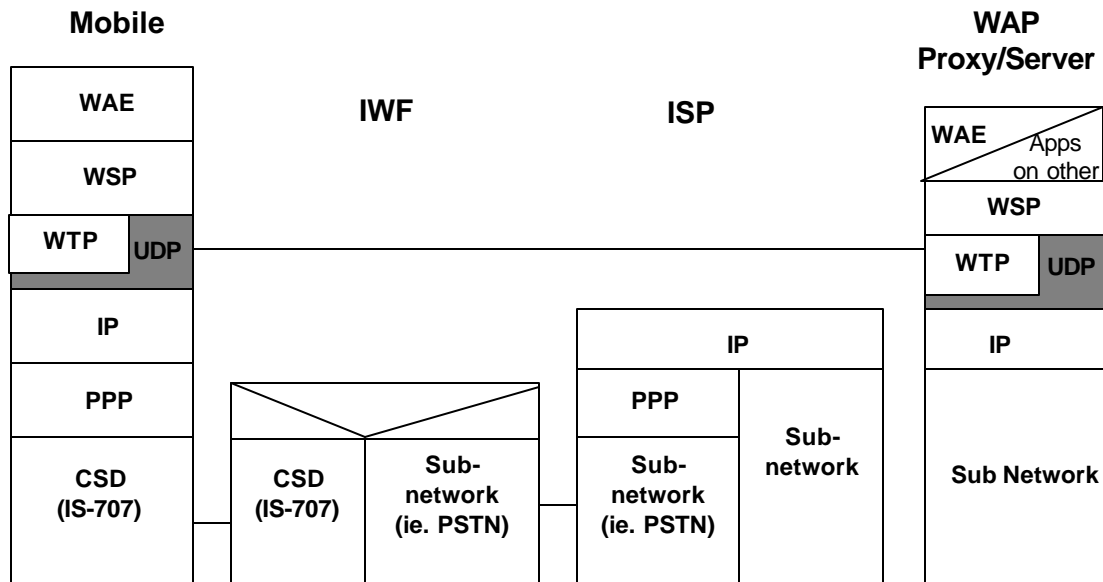 Mobile
WAE
WSP
WTP
UDP
IP
PPP
CSD
(IS-707)
IWF
CSD
(IS-707)
Sub-
network
(ie. PSTN)
ISP
IP
PPP
Sub-
network
(ie. PSTN)
Sub-
network
WAP
Proxy/Server
WAE
Apps
on other
WSP
WTP
UDP
IP
Sub Network